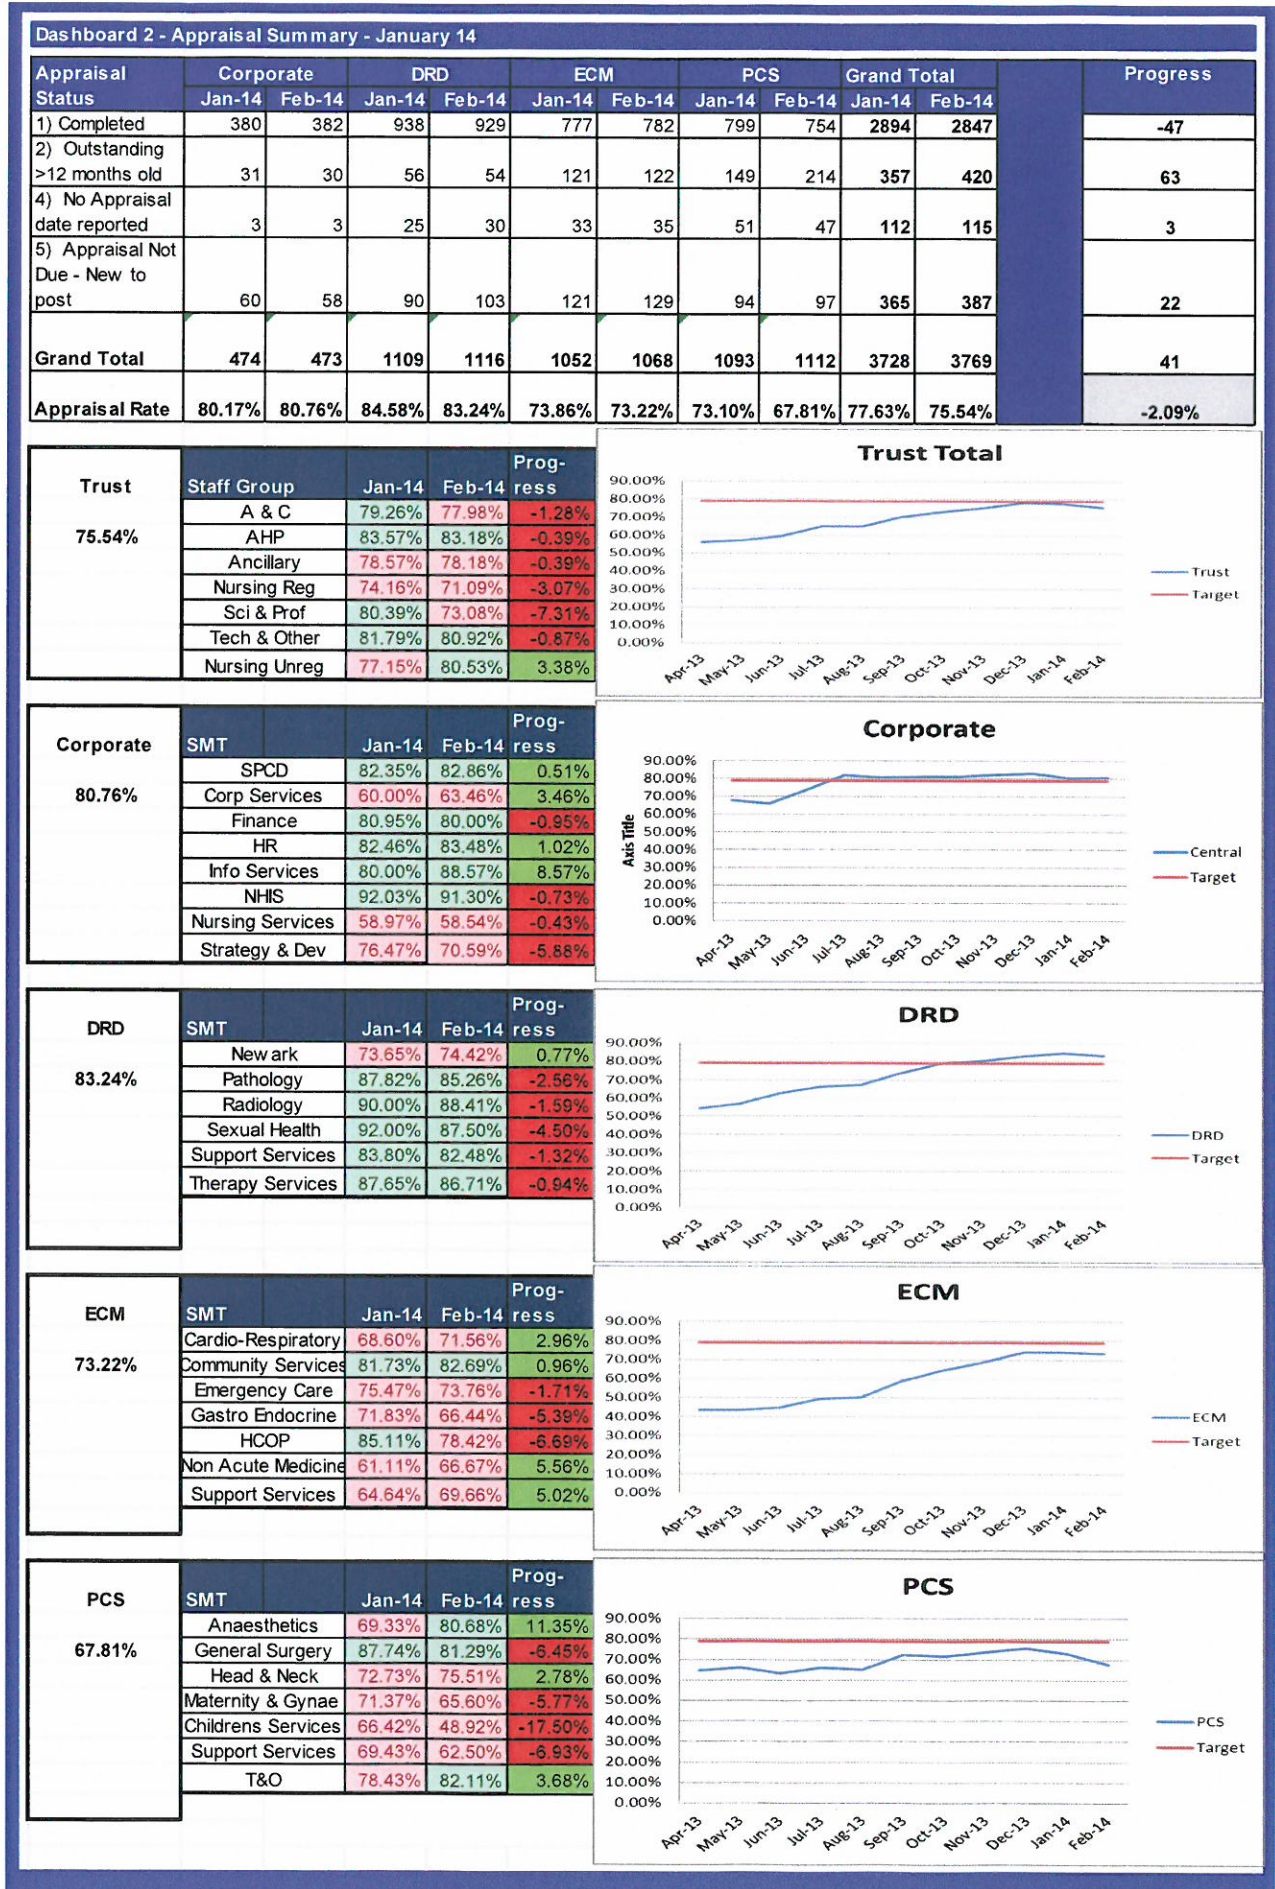 Dashboard 2 - Appraisal Summary - January 14
Appraisal Status Corporate DRD ECM PCS Grand Total Progress
Jan-14 Feb-14 Jan-14 Feb-14 Jan-14 Feb-14 Jan-14 Feb-14 Jan-14 Feb-14
1) Completed 380 382 938 929 777 782 799 754 2894 2847 -47
2) Outstanding
>12 months old 31 30 56 54 121 122 149 214 357 420 63
4) No Appraisal
date reported 3 3 25 30 33 35 51 47 112 115 3
5) Appraisal Not
Due - New to
post 60 58 90 103 121 129 94 97 365 387 22
Grand Total 474 473 1109 1116 1052 1068 1093 1112 3728 3769 41
Appraisal Rate 80.17% 80.76% 84.58% 83.24% 73.86% 73.22% 73.10% 67.81% 77.63% 75.54% -2.09%
Trust
75.54%
Staff Group Jan-14 Feb-14 Prog-ress
A & C 79.26% 77.98% -1.28%
AHP 83.57% 83.18% -0.39%
Ancillary 78.57% 78.18% -0.39%
Nursing Reg 74.16% 71.09% -3.07%
Sci & Prof 80.39% 73.08% -7.31%
Tech & Other 81.79% 80.92% -0.87%
Nursing Unreg 77.15% 80.53% 3.38%
Trust Total
90.00%
80.00%
70.00%
60.00%
50.00%
40.00%
30.00%
20.00%
10.00%
0.00%
Apr-13 May-13 Jun-13 Jul-13 Aug-13 Sep-13 Oct-13 Nov-13 Dec-13 Jan-14 Feb-14
Trust
Target
Corporate
80.76%
SMT Jan-14 Feb-14 Prog-ress
SPCD 82.35% 82.86% 0.51%
Corp Services 60.00% 63.46% 3.46%
Finance 80.95% 80.00% -0.95%
HR 82.46% 83.48% 1.02%
Info Services 80.00% 88.57% 8.57%
NHIS 92.03% 91.30% -0.73%
Nursing Services 58.97% 58.54% -0.43%
Strategy & Dev 76.47% 70.59% -5.88%
Corporate
Axis Title
90.00%
80.00%
70.00%
60.00%
50.00%
40.00%
30.00%
20.00%
10.00%
0.00%
Apr-13 May-13 Jun-13 Jul-13 Aug-13 Sep-13 Oct-13 Nov-13 Dec-13 Jan-14 Feb-14
Central
Target
DRD
83.24%
SMT Jan-14 Feb-14 Prog-ress
Newark 73.65% 74.42% 0.77%
Pathology 87.82% 85.26% -2.56%
Radiology 90.00% 88.41% -1.59%
Sexual Health 92.00% 87.50% -4.50%
Support Services 83.80% 82.48% -1.32%
Therapy Services 87.65% 86.71% -0.94%
DRD
90.00%
80.00%
70.00%
60.00%
50.00%
40.00%
30.00%
20.00%
10.00%
0.00%
Apr-13 May-13 Jun-13 Jul-13 Aug-13 Sep-13 Oct-13 Nov-13 Dec-13 Jan-14 Feb-14
DRD
Target
ECM
73.22%
SMT Jan-14 Feb-14 Prog-ress
Cardio-Respiratory 68.60% 71.56% 2.96%
Community Services 81.73% 82.69% 0.96%
Emergency Care 75.47% 73.76% -1.71%
Gastro Endocrine 71.83% 66.44% -5.39%
HCOP 85.11% 78.42% -6.69%
Non Acute Medicine 61.11% 66.67% 5.56%
Support Services 64.64% 69.66% 5.02%
ECM
90.00%
80.00%
70.00%
60.00%
50.00%
40.00%
30.00%
20.00%
10.00%
0.00%
Apr-13 May-13 Jun-13 Jul-13 Aug-13 Sep-13 Oct-13 Nov-13 Dec-13 Jan-14 Feb-14
ECM
Target
PCS
67.81%
SMT Jan-14 Feb-14 Prog-ress
Anaesthetics 69.33% 80.68% 11.35%
General Surgery 87.74% 81.29% -6.45%
Head & Neck 72.73% 75.51% 2.78%
Maternity & Gynae 71.37% 65.60% -5.77%
Childrens Services 66.42% 48.92% -17.50%
Support Services 69.43% 62.50% -6.93%
T&O 78.43% 82.11% 3.68%
PCS
90.00%
80.00%
70.00%
60.00%
50.00%
40.00%
30.00%
20.00%
10.00%
0.00%
Apr-13 May-13 Jun-13 Jul-13 Aug-13 Sep-13 Oct-13 Nov-13 Dec-13 Jan-14 Feb-14
PCS
Target